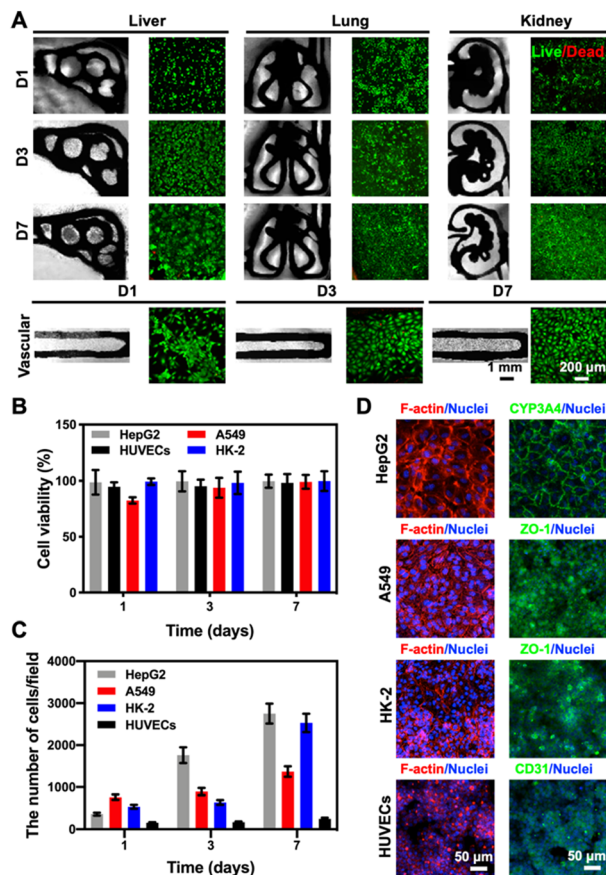 A
Liver
Lung
Kidney
D1
Live/Dead
D3
D7
D1
D3
D7
Vascular
1 mm
200 µm
B
Cell viability (%)
150
100
50
0
HepG2
A549
HUVECs
HK-2
1
3
7
Time (days)
C
The number of cells/field
4000
3000
2000
1000
0
HepG2
A549
HK-2
HUVECs
1
3
7
Time (days)
D
F-actin/Nuclei
CYP3A4/Nuclei
HepG2
F-actin/Nuclei
ZO-1/Nuclei
A549
F-actin/Nuclei
ZO-1/Nuclei
HK-2
F-actin/Nuclei
CD31/Nuclei
HUVECs
50 µm
50 µm